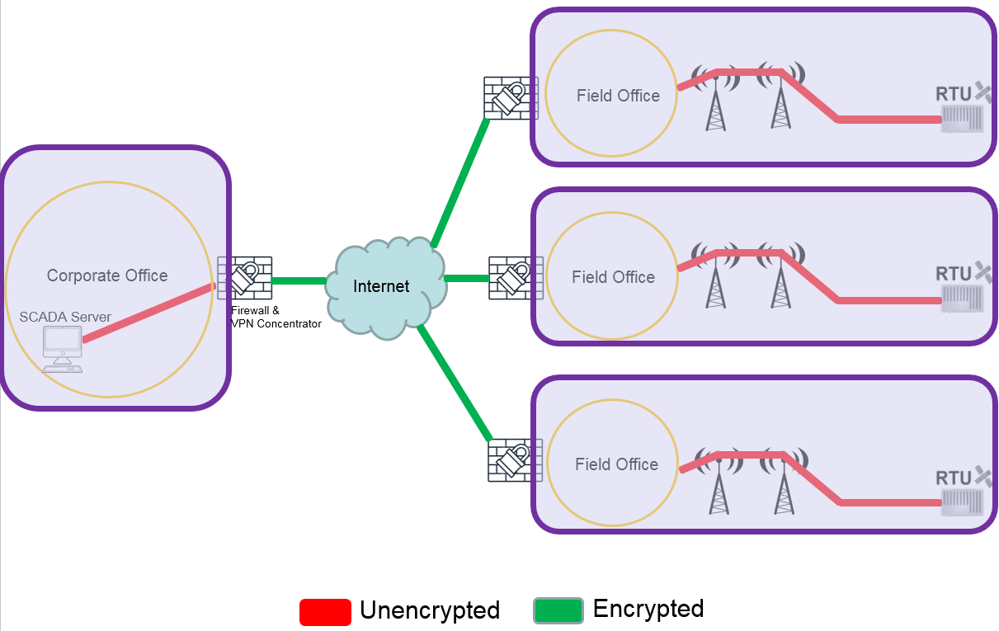 Field Office
RTU
Corporate Office
SCADA Server
Firewall &
VPN Concentrator
Internet
Field Office
RTU
Field Office
RTU
Unencrypted
Encrypted